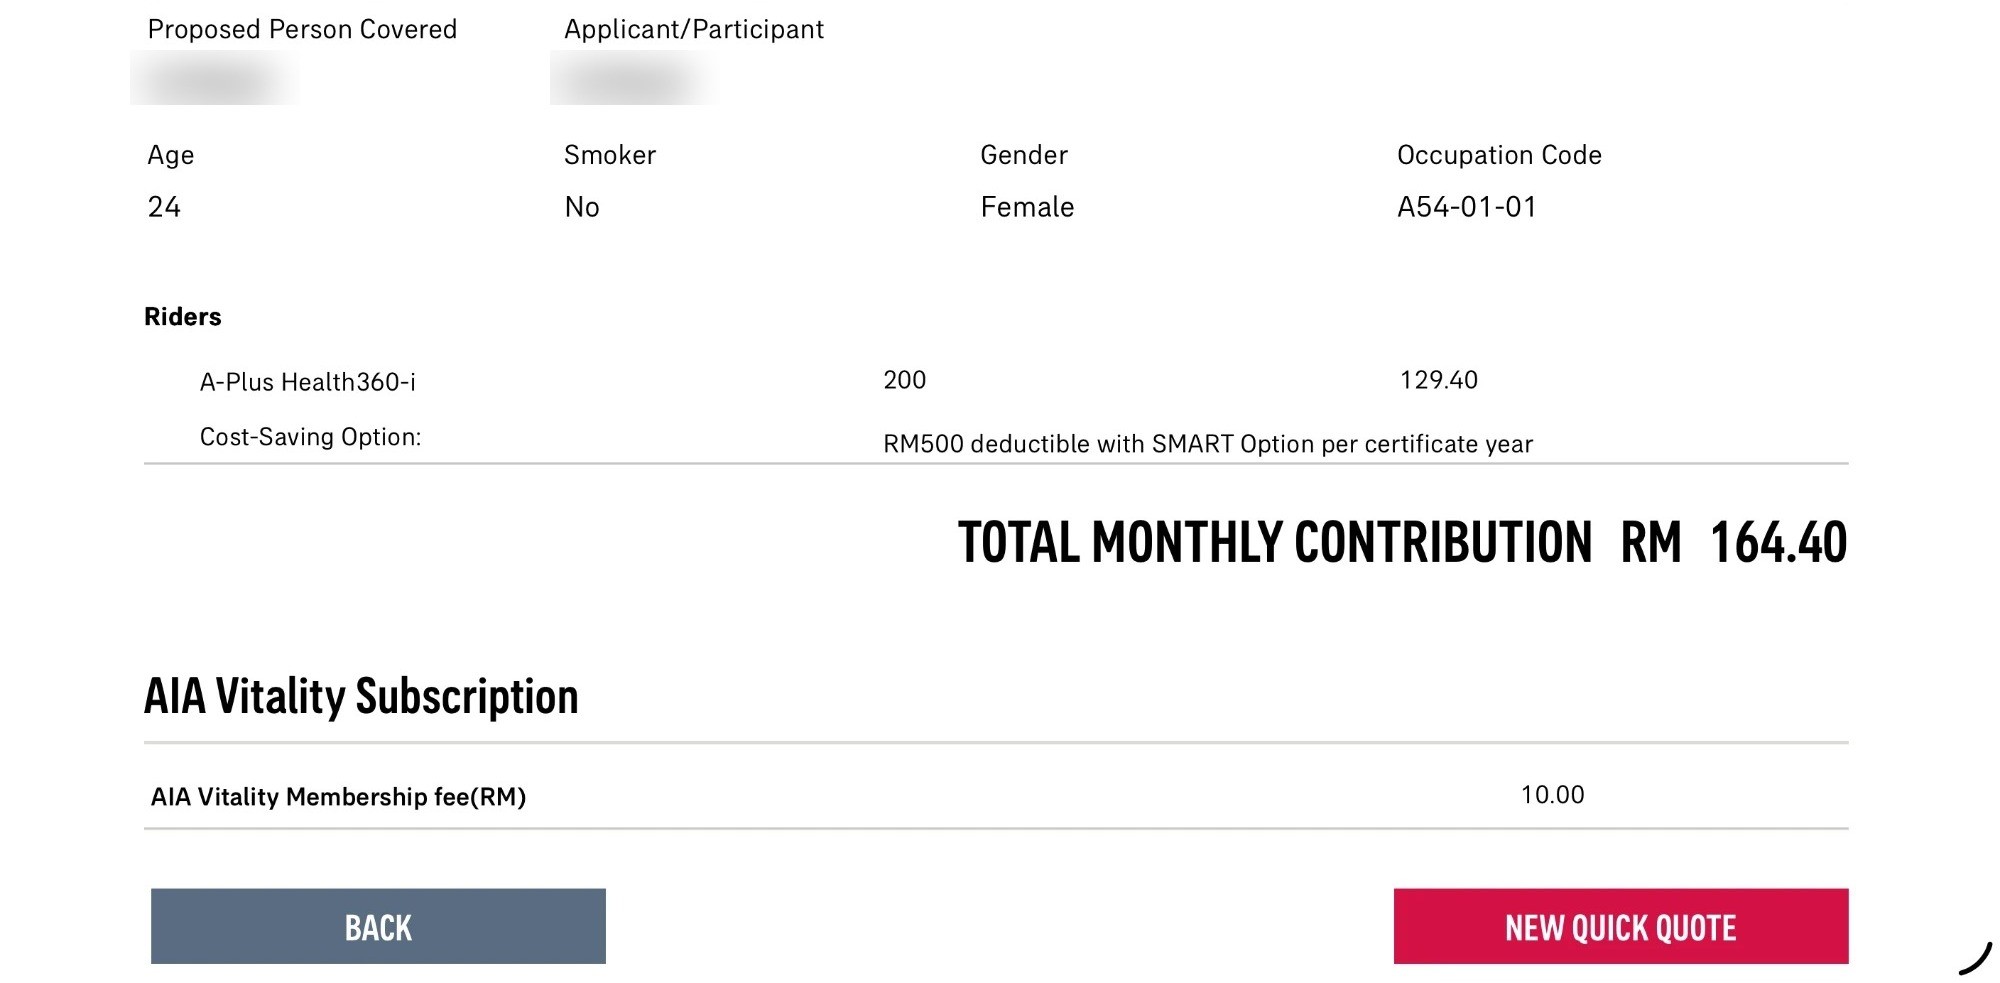 Proposed Person Covered Applicant/Participant
Age Smoker Gender Occupation Code
24 No Female A54-01-01
Riders
A-Plus Health360-i 200 129.40
Cost-Saving Option: RM500 deductible with SMART Option per certificate year
TOTAL MONTHLY CONTRIBUTION RM 164.40
AIA Vitality Subscription
AIA Vitality Membership fee(RM) 10.00
BACK NEW QUICK QUOTE